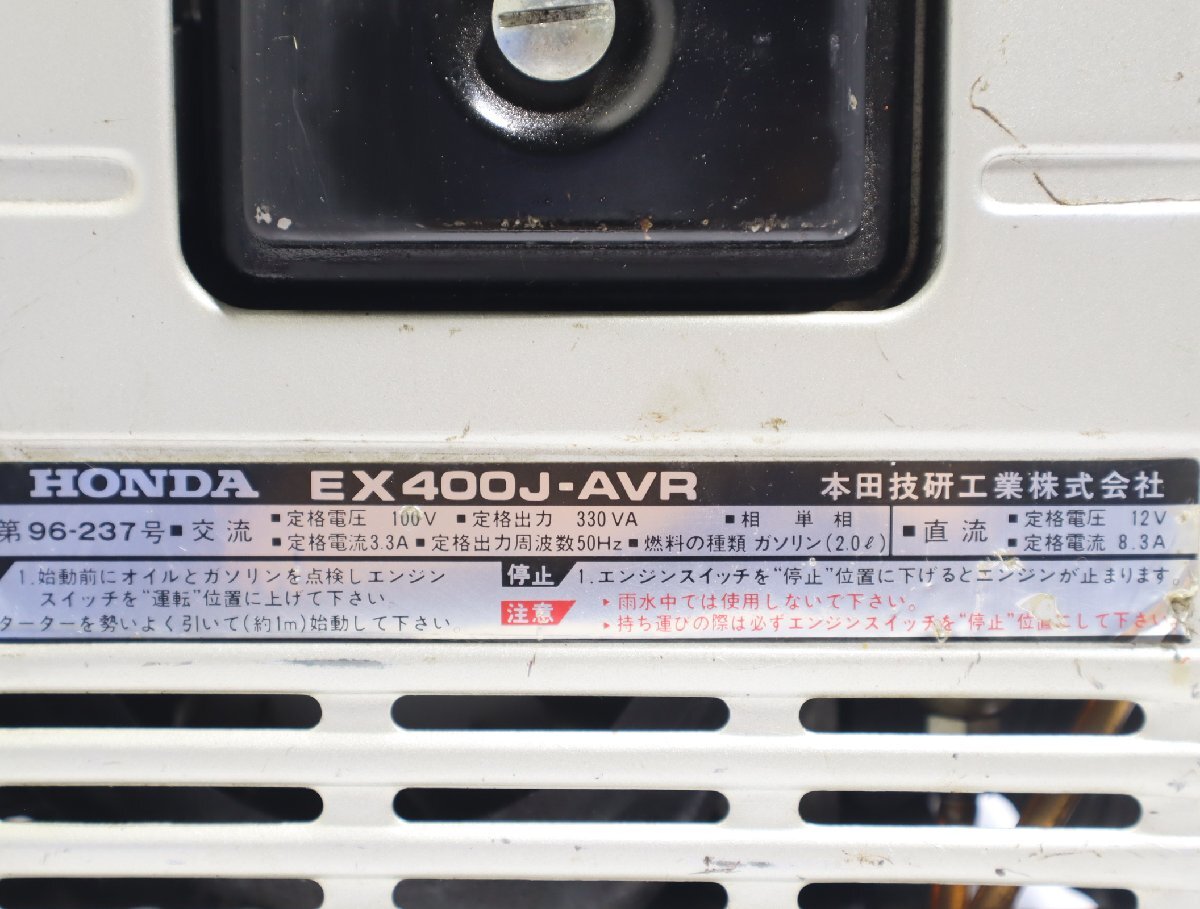 HONDA EX400J-AVR 本田技研工業株式会社
第96-237号 ■交流 ■定格電圧 100V ■定格出力 330VA ■相 単相 ■直流 ■定格電圧 12V
■定格電流3.3A ■定格出力周波数50Hz ■燃料の種類 ガソリン(2.0ℓ) ■定格電流 8.3A
1.始動前にオイルとガソリンを点検しエンジン
スイッチを“運転”位置に上げて下さい.
ターターを勢いよく引いて(約1m)始動して下さい。
停止 1.エンジンスイッチを“停止”位置に下げるとエンジンが止まります。
注意 ▸雨水中では使用しないで下さい。
▸持ち運びの際は必ずエンジンスイッチを“停止”位置にして下さい